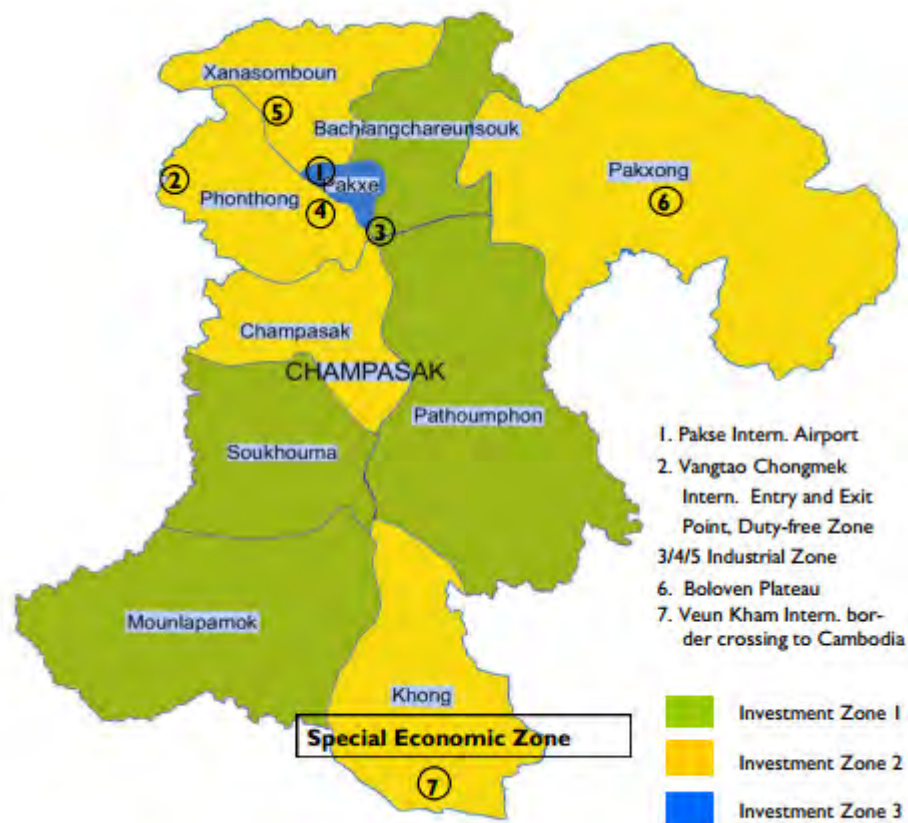 Xanasomboun
5
Bachiangchareunsouk
1
Pakxe
Pakxong
2
Phonthong
4
6
3
Champasak
CHAMPASAK
Pathoumphon
Soukhouma
1. Pakse Intern. Airport
2. Vangtao Chongmek
Intern. Entry and Exit
Point, Duty-free Zone
3/4/5 Industrial Zone
6. Boloven Plateau
7. Veun Kham Intern. bor-
der crossing to Cambodia
Mounlapamok
Khong
Special Economic Zone
7
Investment Zone 1
Investment Zone 2
Investment Zone 3